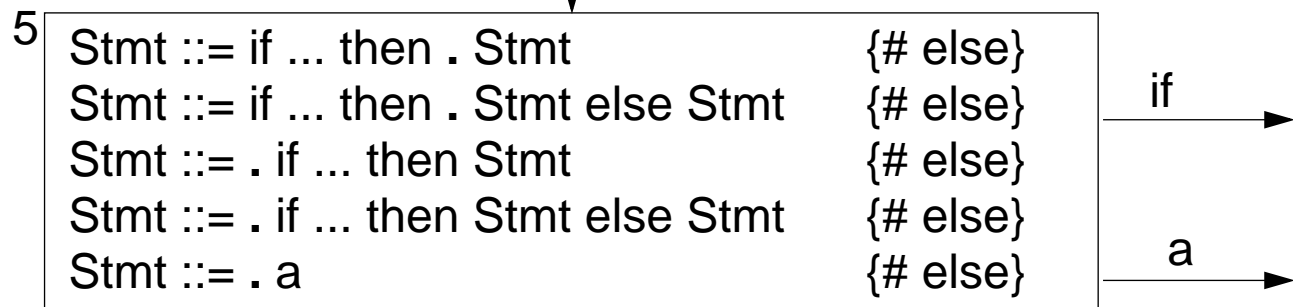 5
Stmt ::= if ... then . Stmt {# else}
Stmt ::= if ... then . Stmt else Stmt {# else}
if
Stmt ::= . if ... then Stmt {# else}
Stmt ::= . if ... then Stmt else Stmt {# else}
Stmt ::= . a {# else}
a